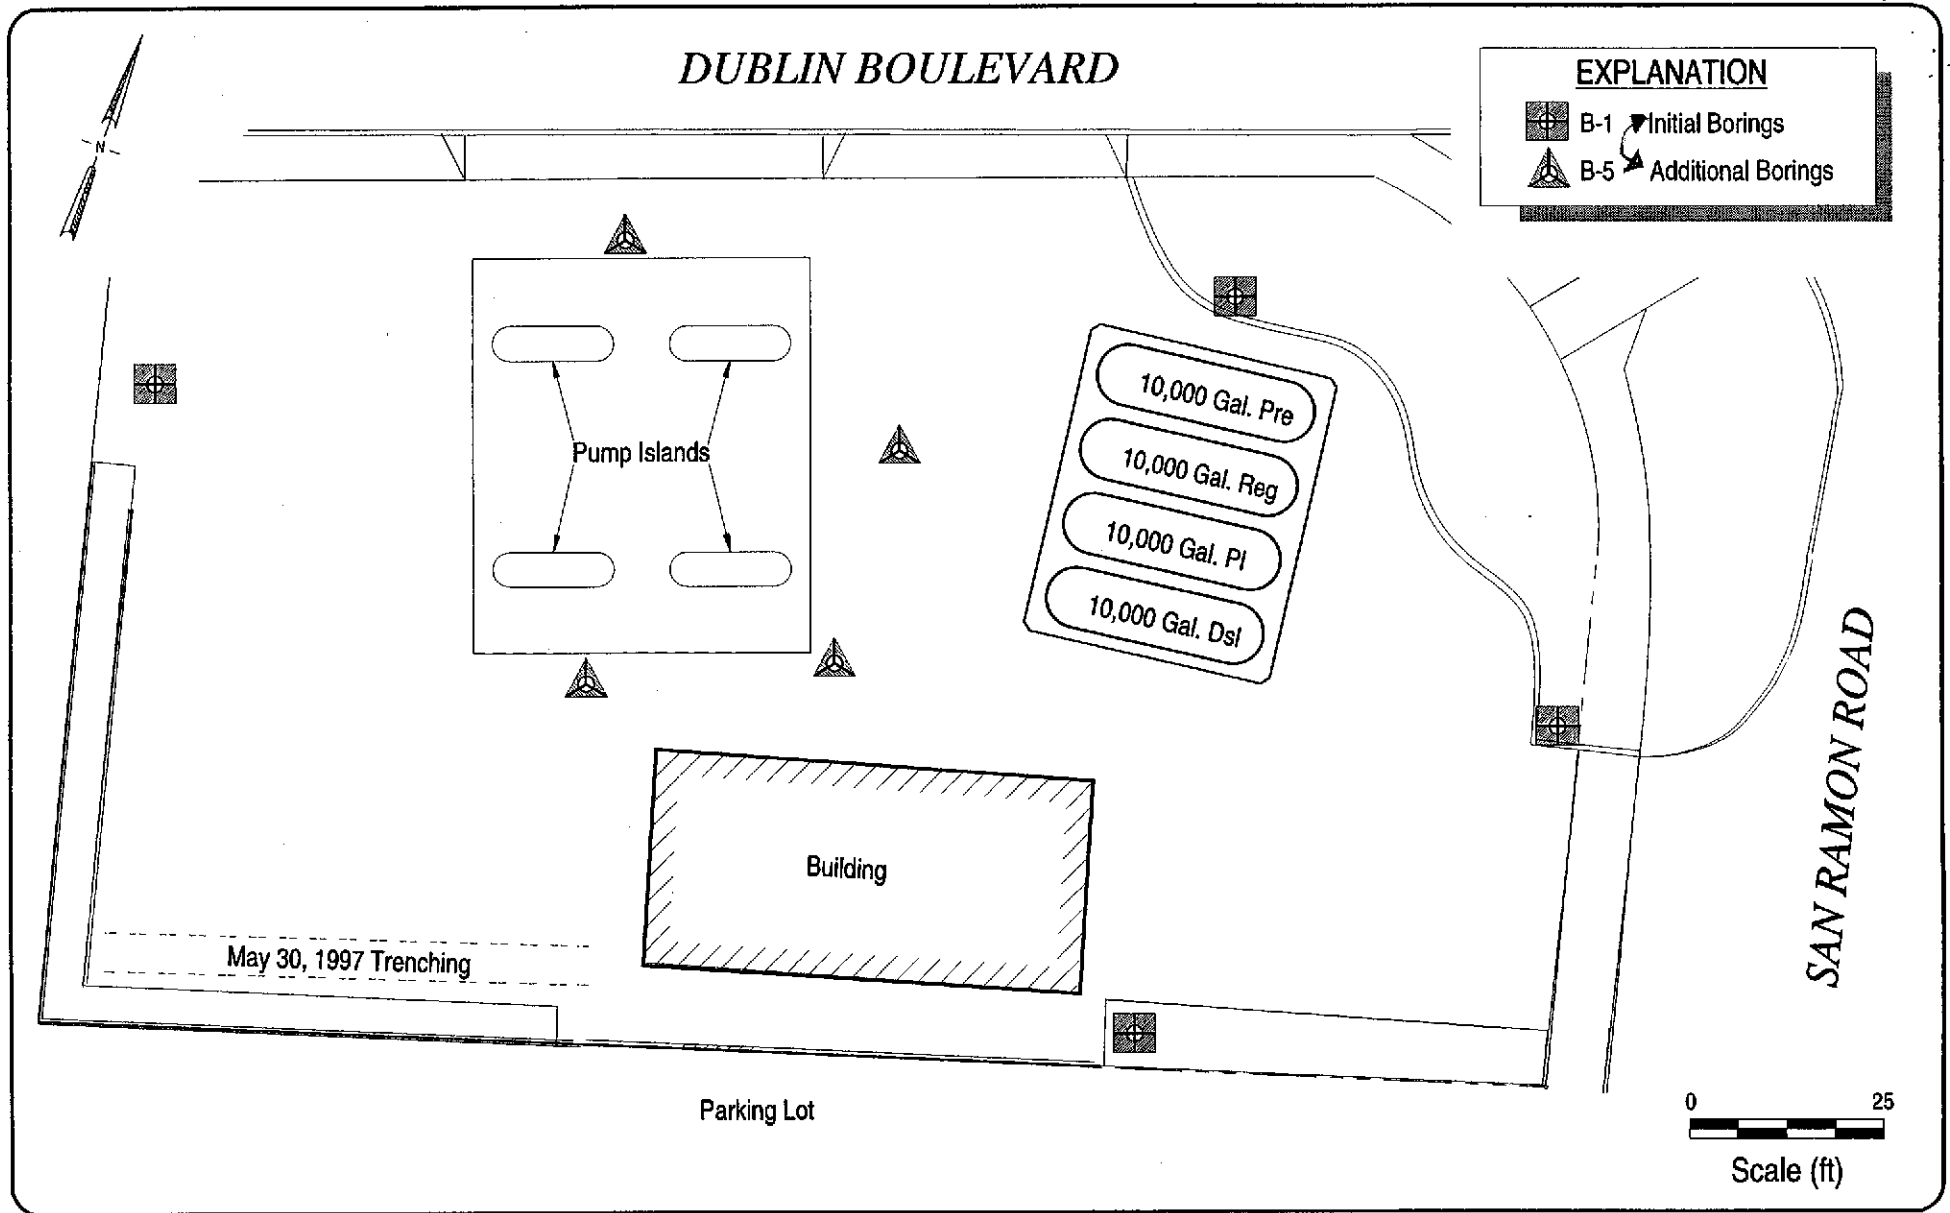 DUBLIN BOULEVARD
EXPLANATION
B-1 Initial Borings
B-5 Additional Borings
N
Pump Islands
10,000 Gal. Pre
10,000 Gal. Reg
10,000 Gal. Pl
10,000 Gal. Dsl
SAN RAMON ROAD
Building
May 30, 1997 Trenching
Parking Lot
0 25
Scale (ft)